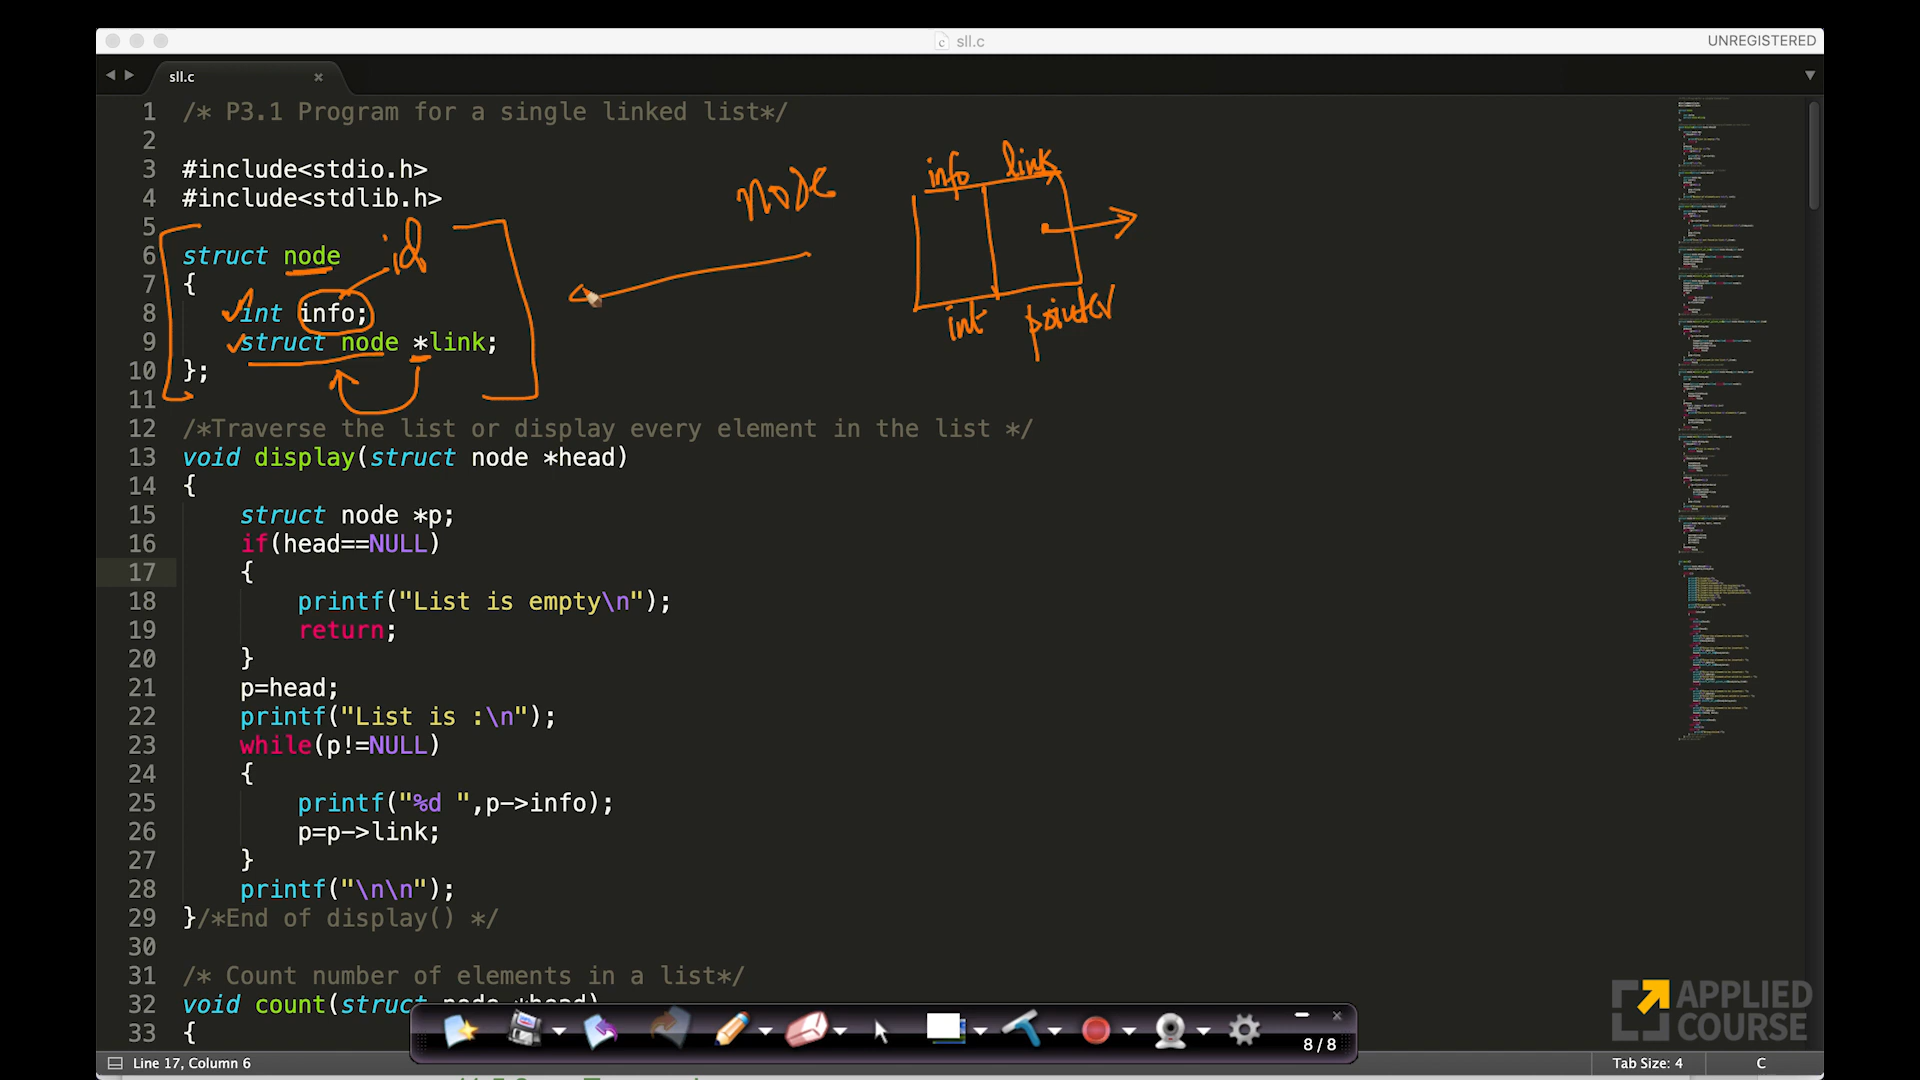 sll.c
UNREGISTERED
sll.c
1 /* P3.1 Program for a single linked list*/
2
3 #include<stdio.h>
4 #include<stdlib.h>
5
6 struct node
7 {
8 int info;
9 struct node *link;
10 };
11
12 /*Traverse the list or display every element in the list */
13 void display(struct node *head)
14 {
15 struct node *p;
16 if(head==NULL)
17 {
18 printf("List is empty\n");
19 return;
20 }
21 p=head;
22 printf("List is :\n");
23 while(p!=NULL)
24 {
25 printf("%d ",p->info);
26 p=p->link;
27 }
28 printf("\n\n");
29 }/*End of display() */
30
31 /* Count number of elements in a list*/
32 void count(struct node *head)
33 {
id
node
info link
int pointer
APPLIED
COURSE
8/8
Line 17, Column 6
Tab Size: 4
C